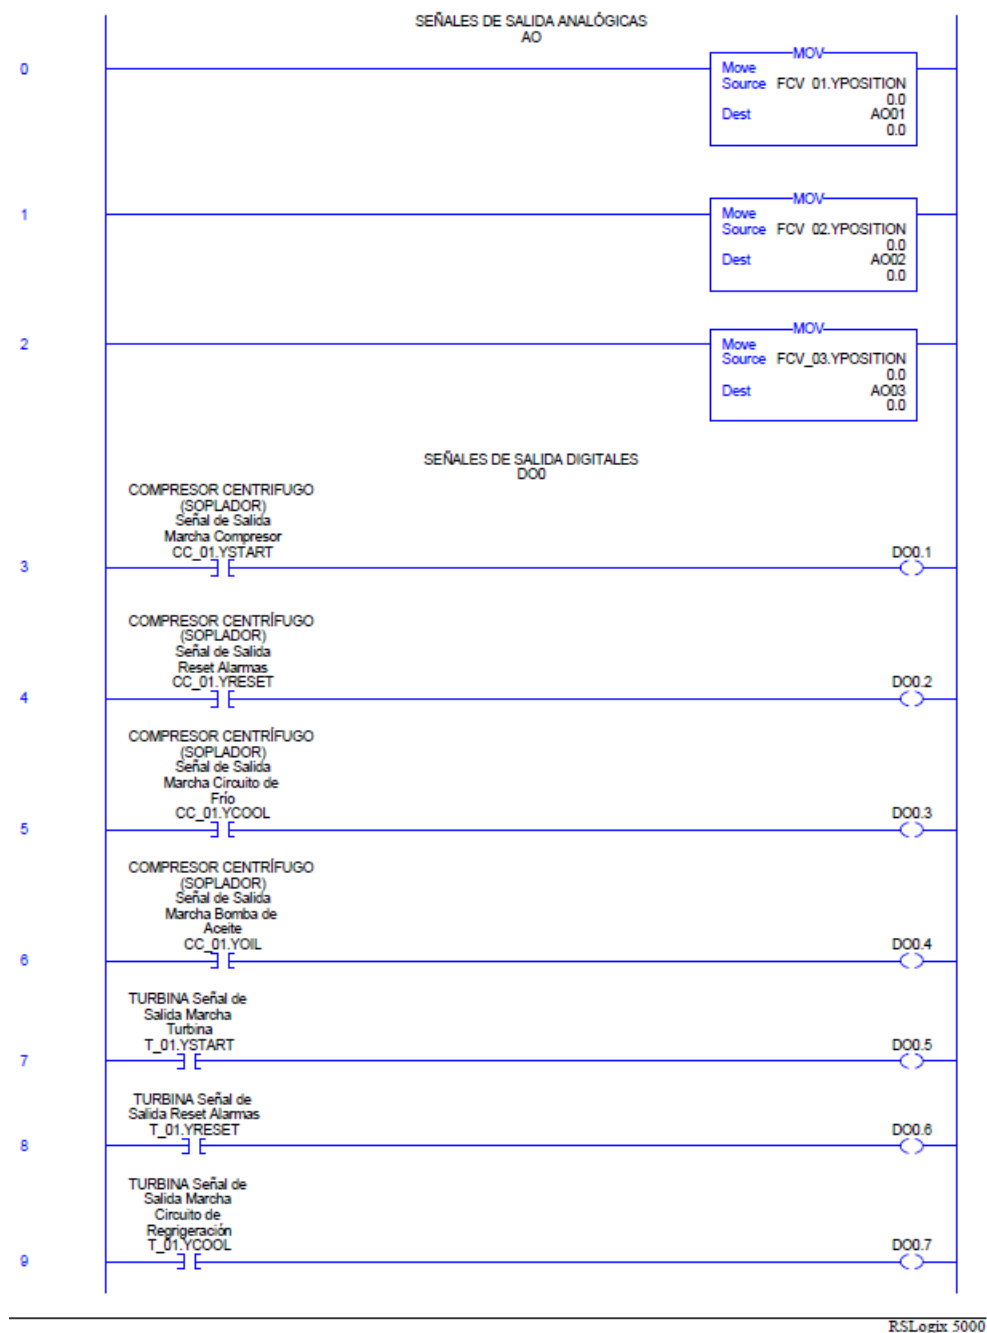 SEÑALES DE SALIDA ANALÓGICAS
AO
0
MOV
Move
Source FCV_01.YPOSITION
0.0
Dest AO01
0.0
1
MOV
Move
Source FCV_02.YPOSITION
0.0
Dest AO02
0.0
2
MOV
Move
Source FCV_03.YPOSITION
0.0
Dest AO03
0.0
SEÑALES DE SALIDA DIGITALES
DO0
COMPRESOR CENTRIFUGO
(SOPLADOR)
Señal de Salida
Marcha Compresor
CC_01.YSTART
DO0.1
3
COMPRESOR CENTRÍFUGO
(SOPLADOR)
Señal de Salida
Reset Alarmas
CC_01.YRESET
DO0.2
4
COMPRESOR CENTRÍFUGO
(SOPLADOR)
Señal de Salida
Marcha Circuito de
Frío
CC_01.YCOOL
DO0.3
5
COMPRESOR CENTRÍFUGO
(SOPLADOR)
Señal de Salida
Marcha Bomba de
Aceite
CC_01.YOIL
DO0.4
6
TURBINA Señal de
Salida Marcha
Turbina
T_01.YSTART
DO0.5
7
TURBINA Señal de
Salida Reset Alarmas
T_01.YRESET
DO0.6
8
TURBINA Señal de
Salida Marcha
Circuito de
Regrigeración
T_01.YCOOL
DO0.7
9
RSLogix 5000